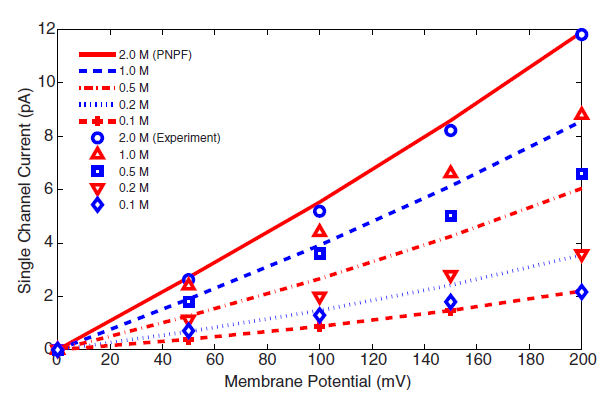 12
10
8
6
4
2
0
Single Channel Current (pA)
2.0 M (PNPF)
1.0 M
0.5 M
0.2 M
0.1 M
2.0 M (Experiment)
1.0 M
0.5 M
0.2 M
0.1 M
0 20 40 60 80 100 120 140 160 180 200
Membrane Potential (mV)